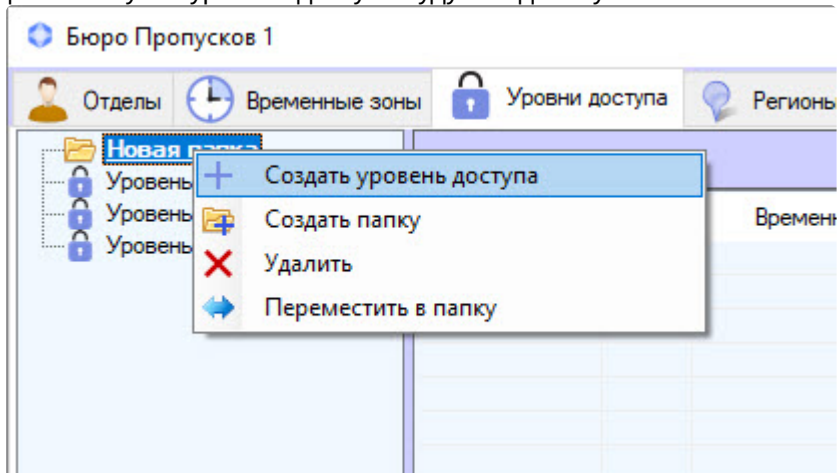 Бюро Пропусков 1
Отделы Временные зоны Уровни доступа Регионы
Новая папка
Уровень
Уровень
Уровень
Создать уровень доступа
Создать папку
Удалить
Переместить в папку
Времен